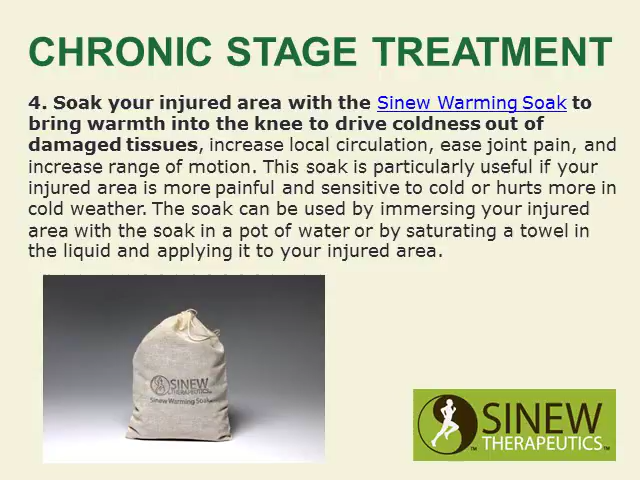 CHRONIC STAGE TREATMENT
4. Soak your injured area with the Sinew Warming Soak to
bring warmth into the knee to drive coldness out of
damaged tissues, increase local circulation, ease joint pain, and
increase range of motion. This soak is particularly useful if your
injured area is more painful and sensitive to cold or hurts more in
cold weather. The soak can be used by immersing your injured
area with the soak in a pot of water or by saturating a towel in
the liquid and applying it to your injured area.
SINEW
THERAPEUTICS
Sinew Warming Soak
SINEW
™THERAPEUTICS™